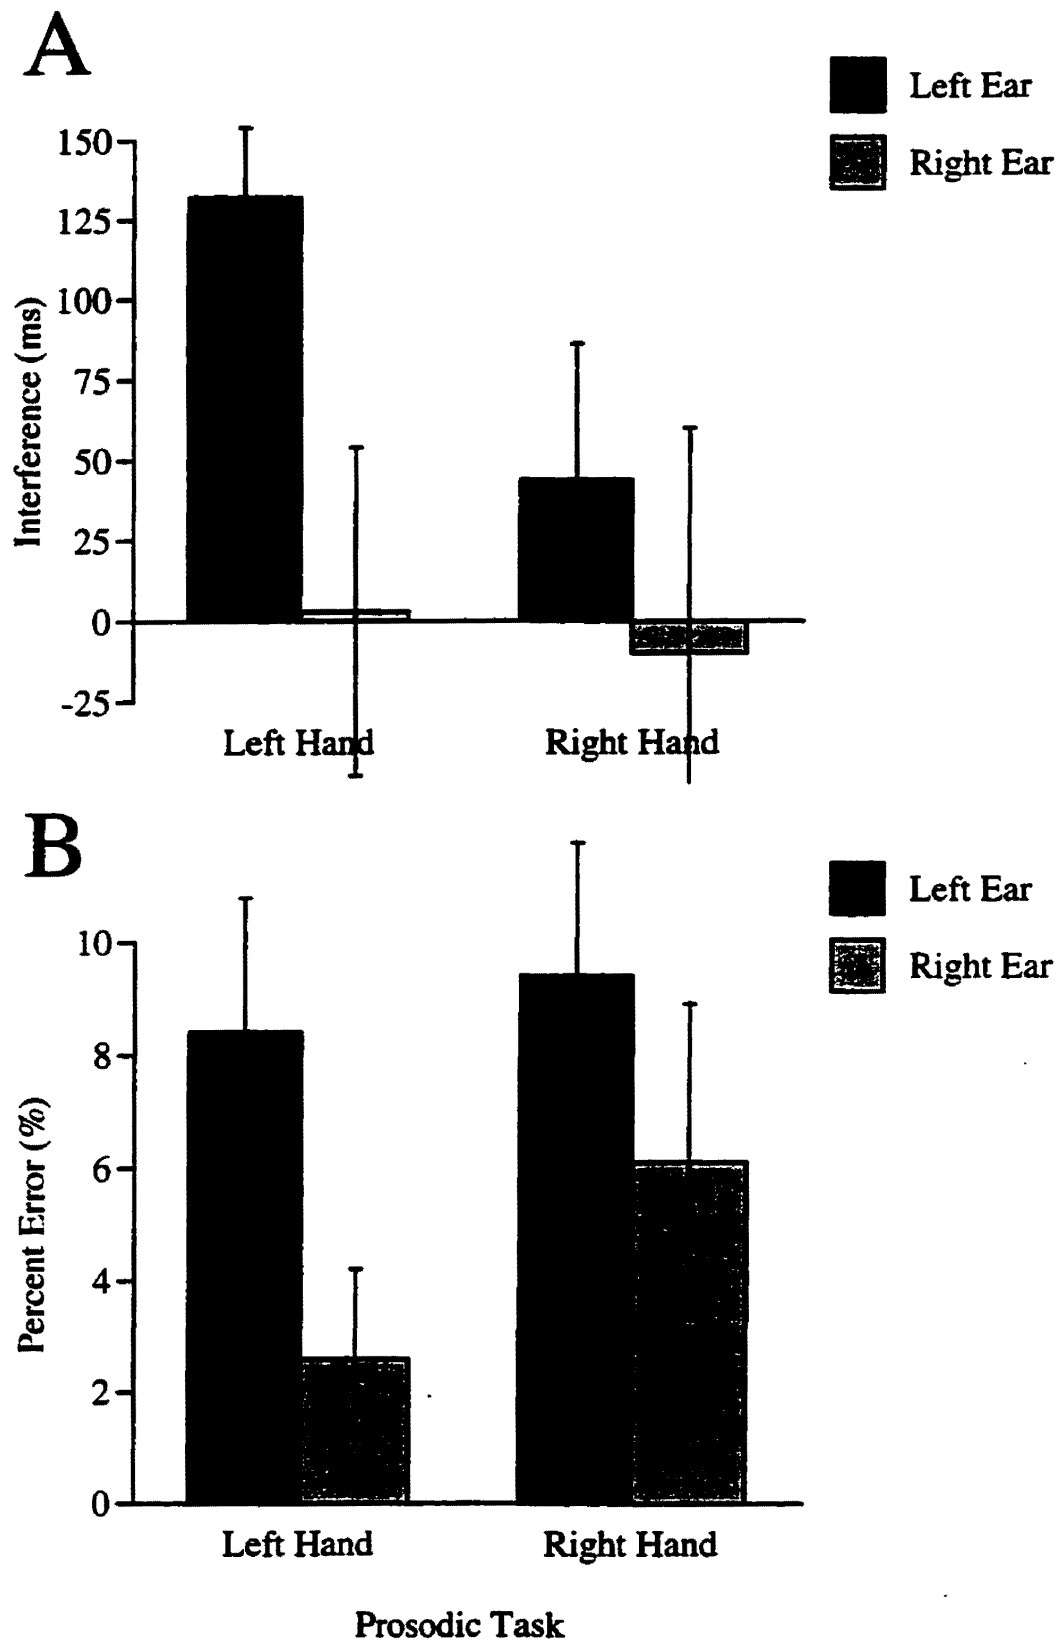 A
Left Ear
Right Ear
150
125
100
75
50
25
0
-25
Interference (ms)
Left Hand
Right Hand
B
Left Ear
Right Ear
10
8
6
4
2
0
Percent Error (%)
Left Hand
Right Hand
Prosodic Task